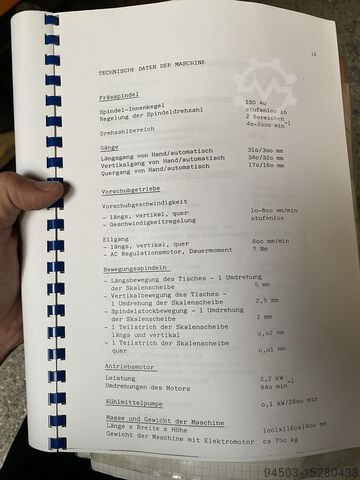 16
TECHNISCHE DATEN DER MASCHINE
Frässpindel
Spindel-Innenkegel ISO 40
Regelung der Spindeldrehzahl stufenlos in
2 Bereichen
Drehzahlbereich 40-2000 min-1
Gänge
Längsgang von Hand/automatisch 310/300 mm
Vertikalgang von Hand/automatisch 340/320 mm
Quergang von Hand/automatisch 170/160 mm
Vorschubgetriebe
Vorschubgeschwindigkeit
- längs, vertikal, quer 10-800 mm/min
- Geschwindigkeitregelung stufenlos
Eilgang
- längs, vertikal, quer 800 mm/min
- AC Regulationsmotor, Dauermoment 7 Nm
Bewegungsspindeln
- Längsbewegung des Tisches - 1 Umdrehung
der Skalenscheibe 5 mm
- Vertikalbewegung des Tisches -
1 Umdrehung der Skalenscheibe 2,5 mm
- Spindelstockbewegung - 1 Umdrehung
der Skalenscheibe 2 mm
- 1 Teilstrich der Skalenscheibe
längs und vertikal 0,02 mm
- 1 Teilstrich der Skalenscheibe
quer 0,01 mm
Antriebsmotor
Leistung 2,2 kW
Umdrehungen des Motors 940 min-1
Kühlmittelpumpe 0,1 kW/2800 min
Masse und Gewicht der Maschine
Länge x Breite x Höhe 1001x1160x1400 mm
Gewicht der Maschine mit Elektromotor ca 750 kg
94503-15280438